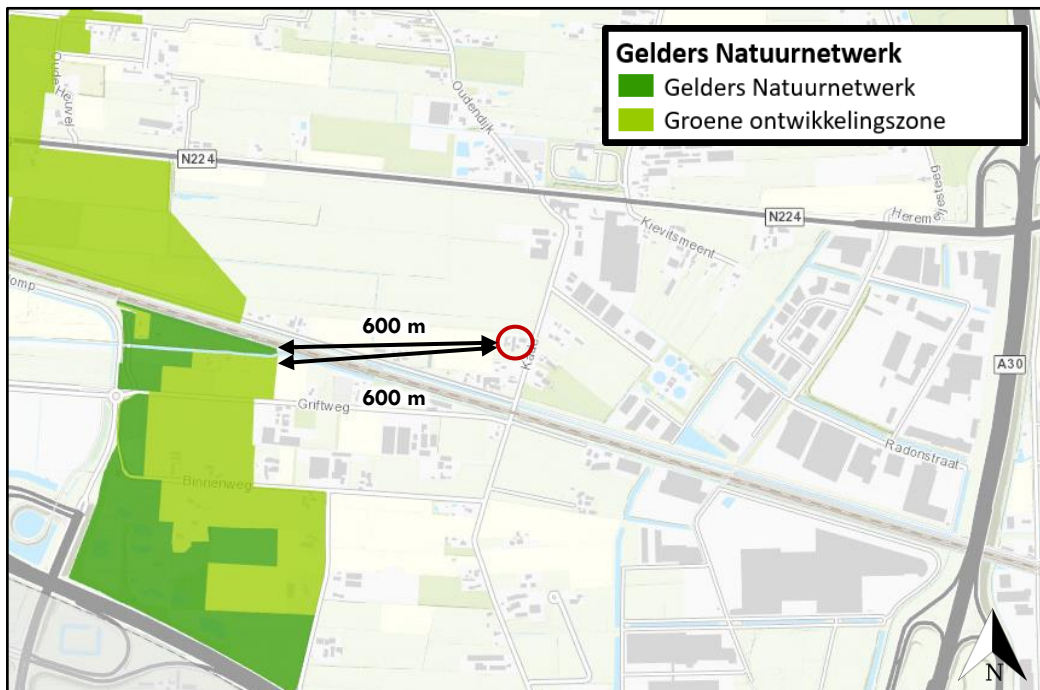 Gelders Natuurnetwerk
Gelders Natuurnetwerk
Groene ontwikkelingszone
Oude Heuvel
Oudendijk
N224
N224
Kievitsmeent
600 m
A30
600 m
Griftweg
Radonstraat
Binnenweg
N